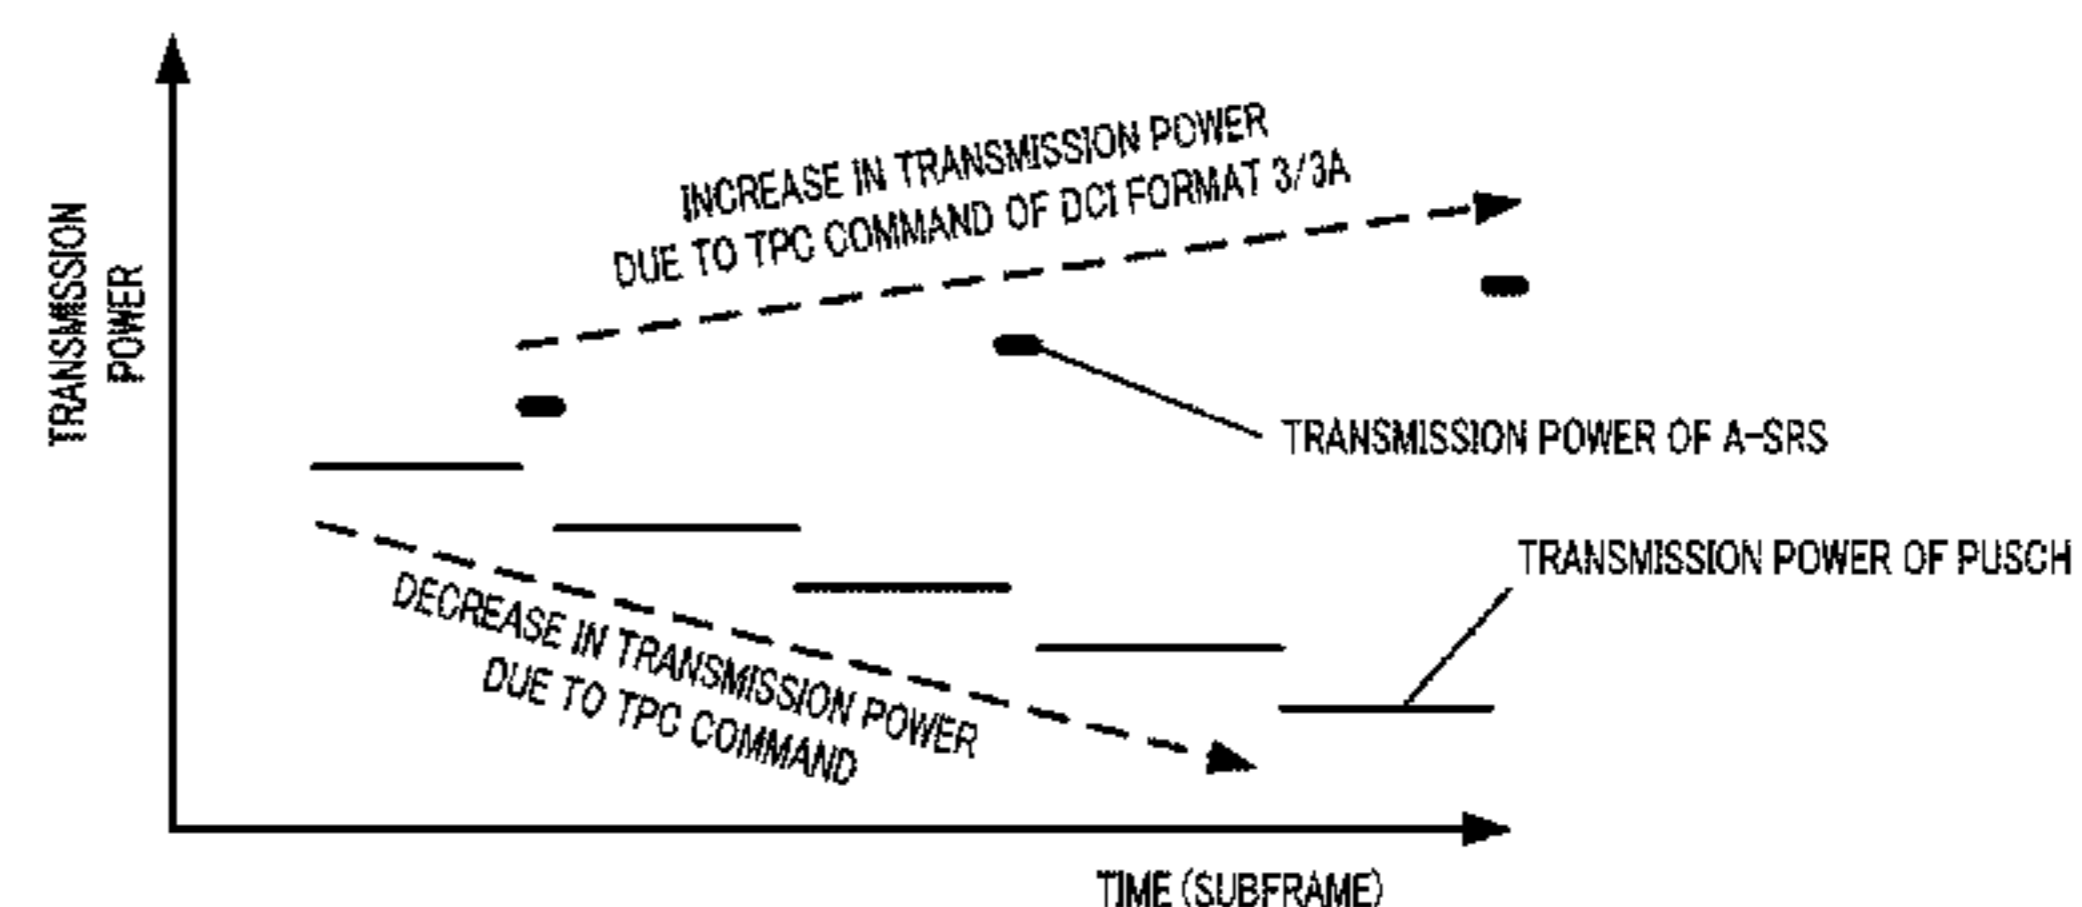 TRANSMISSION
POWER
INCREASE IN TRANSMISSION POWER
DUE TO TPC COMMAND OF DCI FORMAT 3/3A
TRANSMISSION POWER OF A-SRS
TRANSMISSION POWER OF PUSCH
DECREASE IN TRANSMISSION POWER
DUE TO TPC COMMAND
TIME (SUBFRAME)